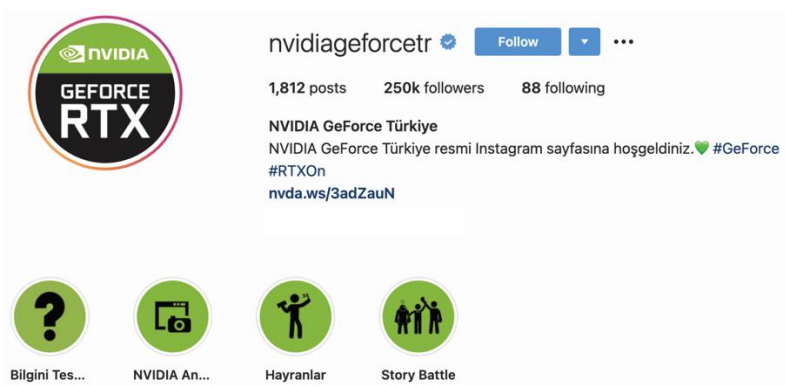 NVIDIA
GEFORCE
RTX
nvidiageforcetr Follow
1,812 posts 250k followers 88 following
NVIDIA GeForce Türkiye
NVIDIA GeForce Türkiye resmi Instagram sayfasına hoşgeldiniz.💚 #GeForce
#RTXOn
nvda.ws/3adZauN
Bilgini Tes... NVIDIA An... Hayranlar Story Battle